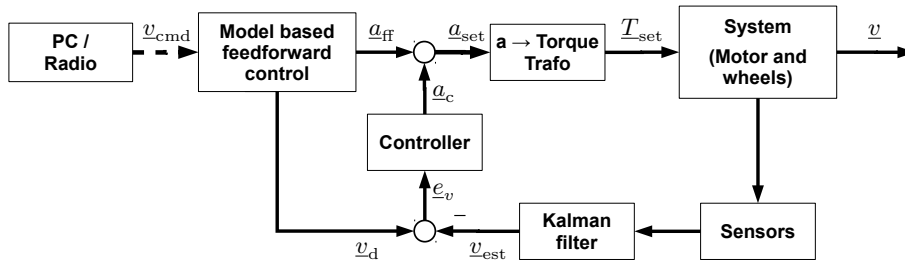 PC /
Radio
v_cmd
Model based
feedforward
control
a_ff
a_set
a → Torque
Trafo
T_set
System
(Motor and
wheels)
v
a_c
Controller
e_v
v_d
–
v_est
Kalman
filter
Sensors